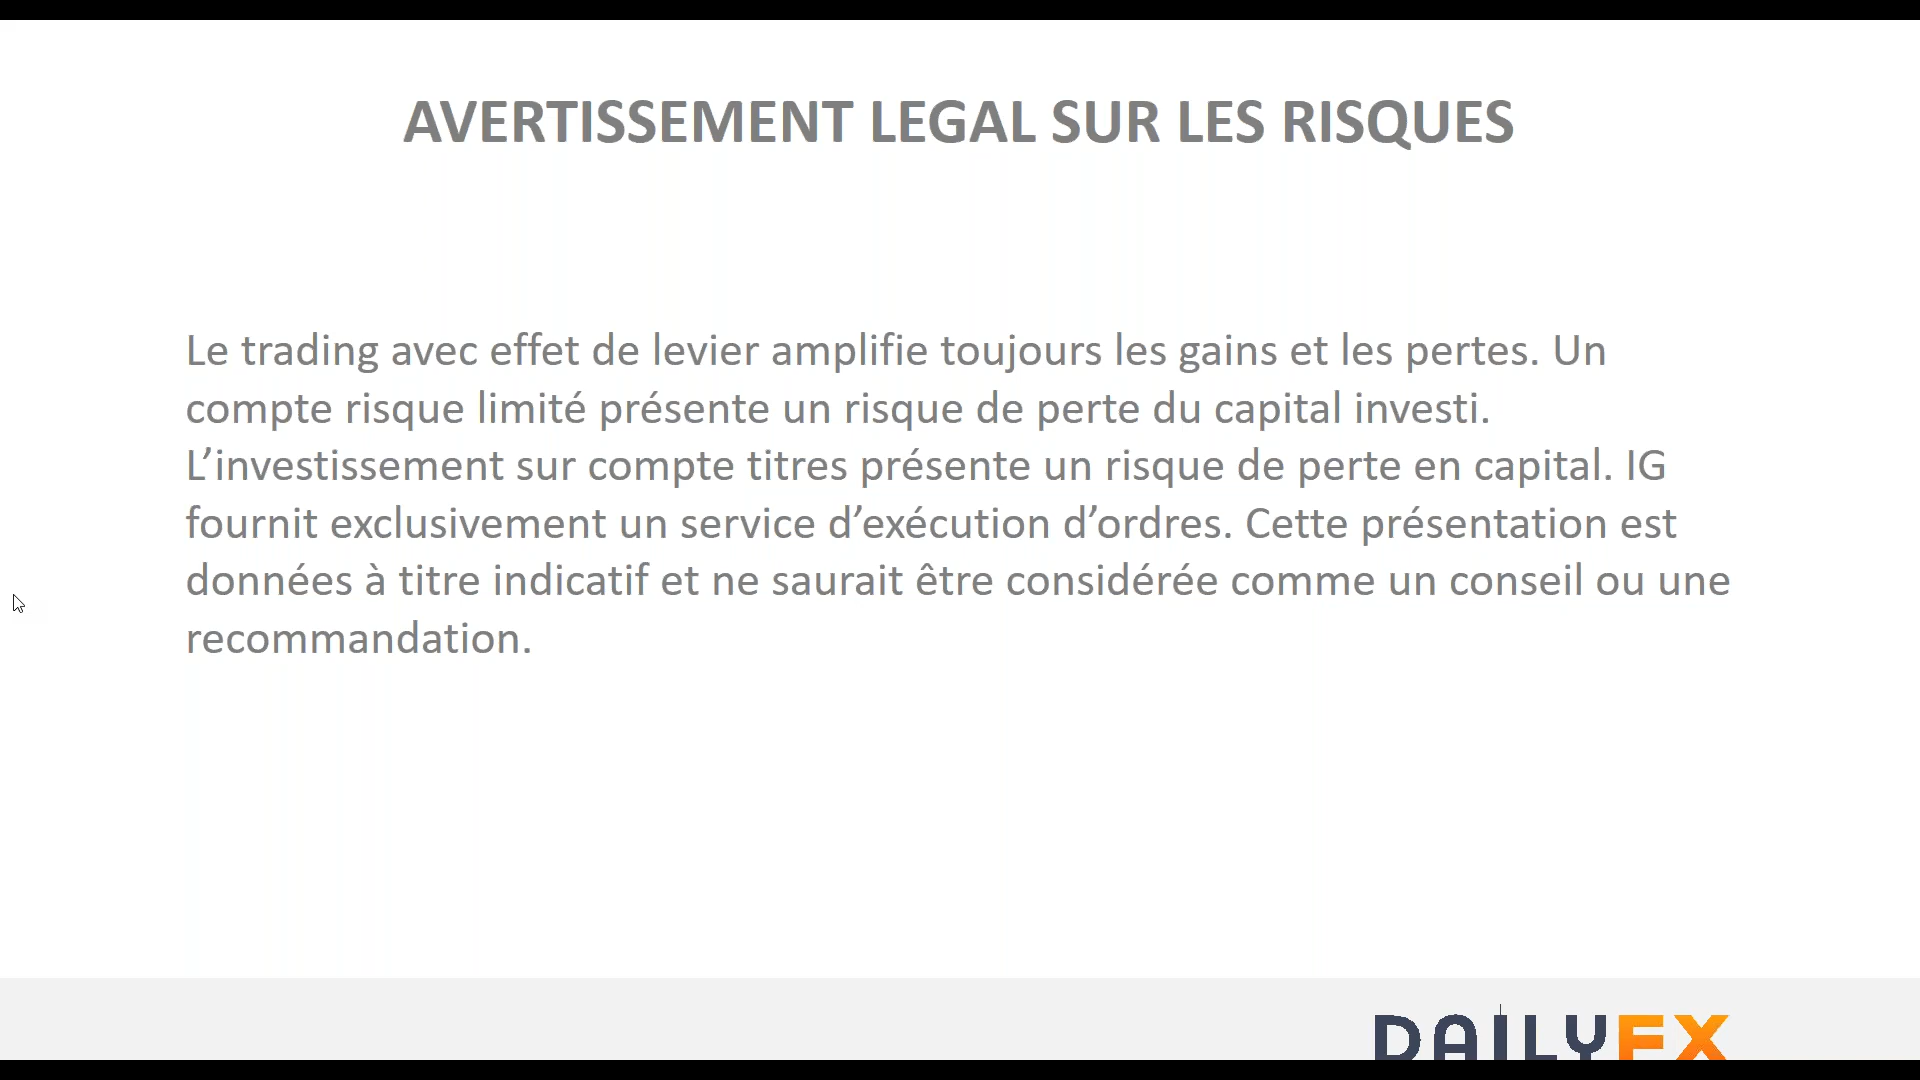 AVERTISSEMENT LEGAL SUR LES RISQUES
Le trading avec effet de levier amplifie toujours les gains et les pertes. Un
compte risque limité présente un risque de perte du capital investi.
L’investissement sur compte titres présente un risque de perte en capital. IG
fournit exclusivement un service d’exécution d’ordres. Cette présentation est
données à titre indicatif et ne saurait être considérée comme un conseil ou une
recommandation.
DAILYFX